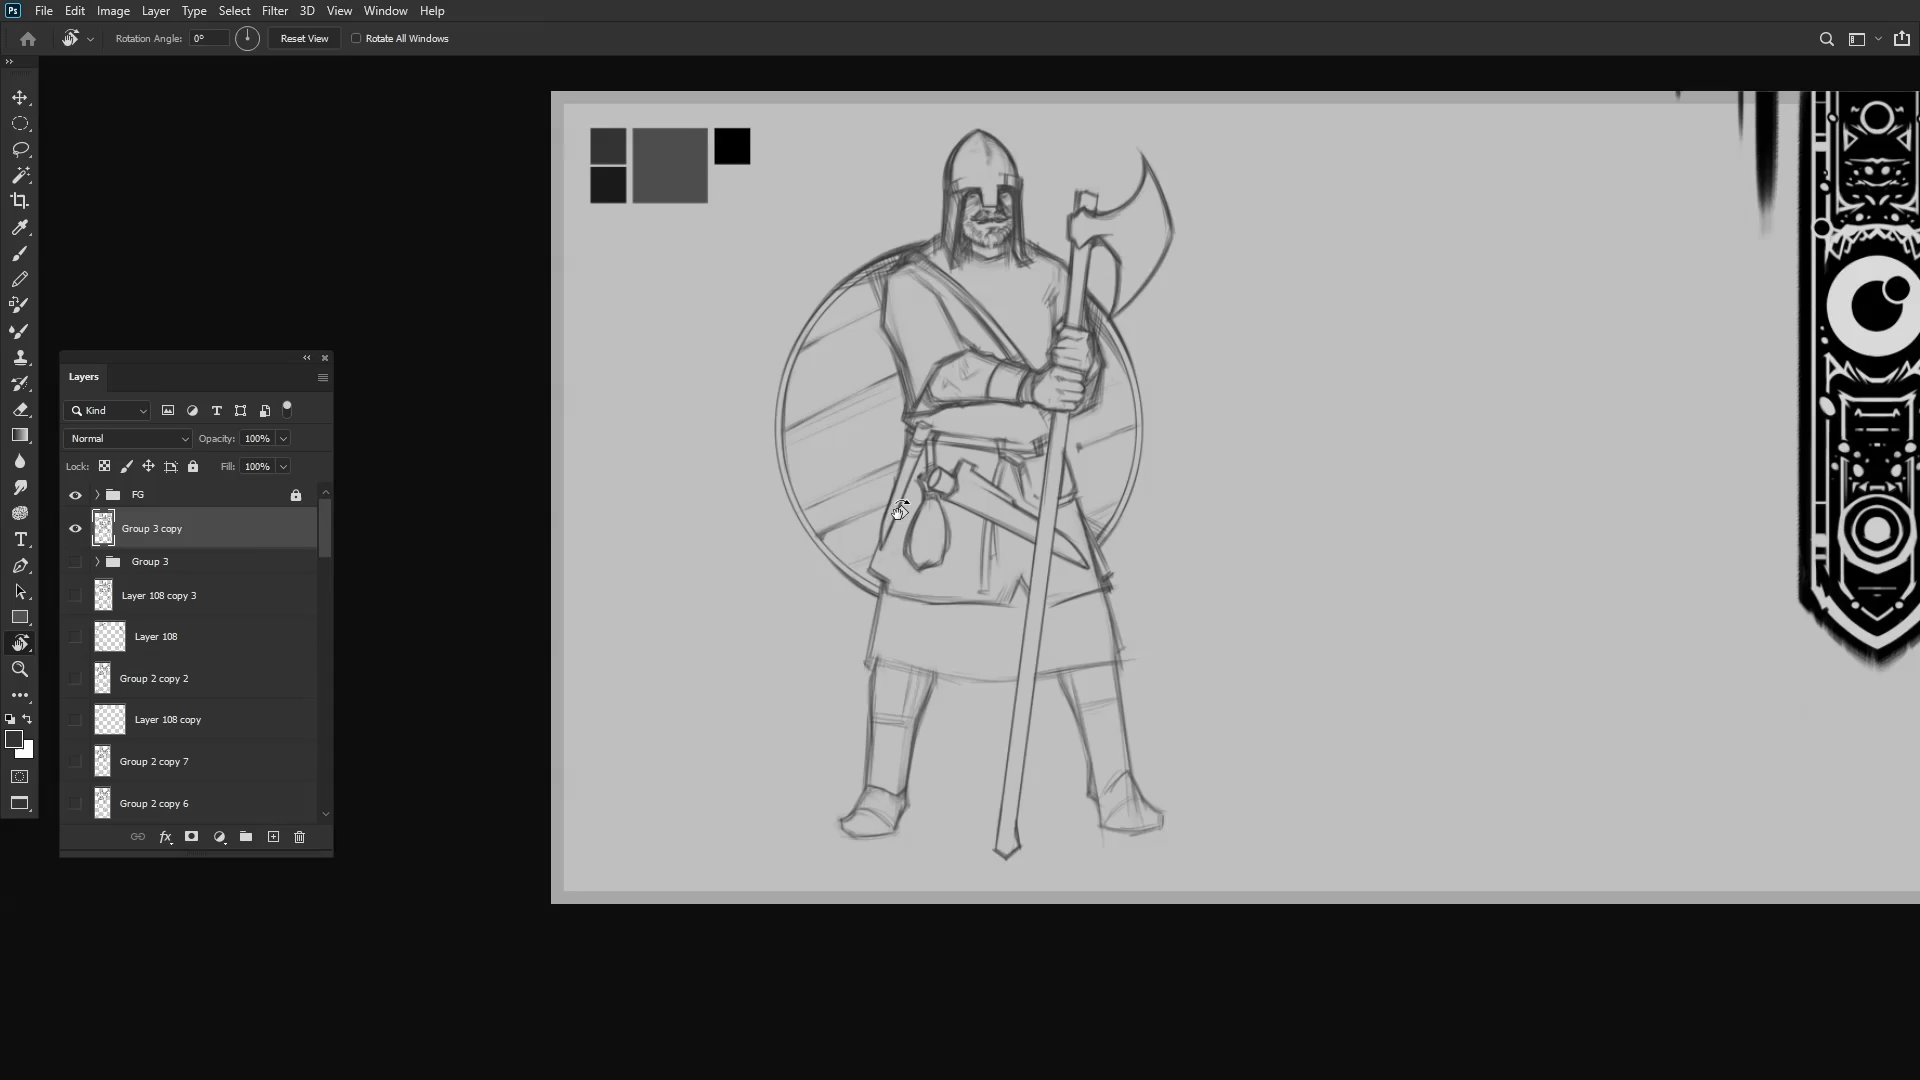 Ps File Edit Image Layer Type Select Filter 3D View Window Help
Rotation Angle: 0° Reset View Rotate All Windows
Layers
Kind
Normal Opacity: 100%
Lock: Fill: 100%
FG
Group 3 copy
Group 3
Layer 108 copy 3
Layer 108
Group 2 copy 2
Layer 108 copy
Group 2 copy 7
Group 2 copy 6
fx